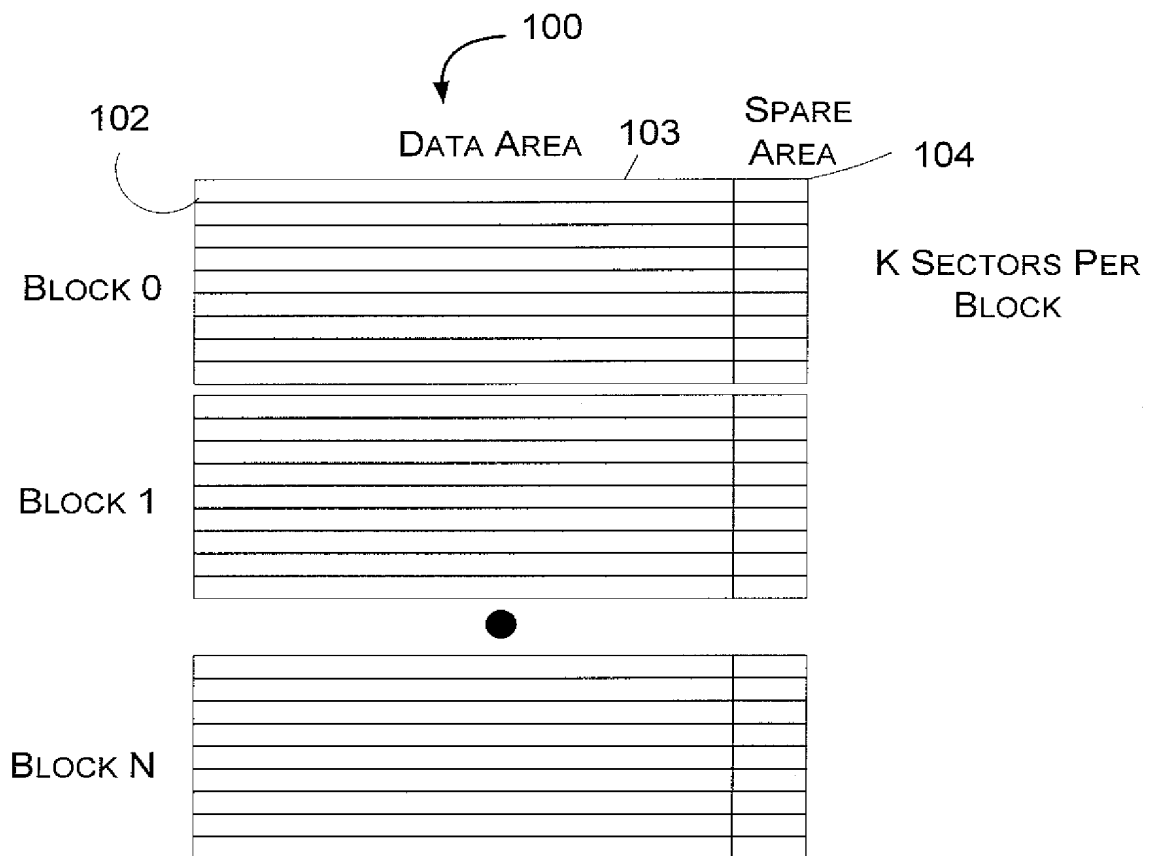 100
102
DATA AREA
103
SPARE
AREA
104
BLOCK 0
K SECTORS PER
BLOCK
BLOCK 1
BLOCK N